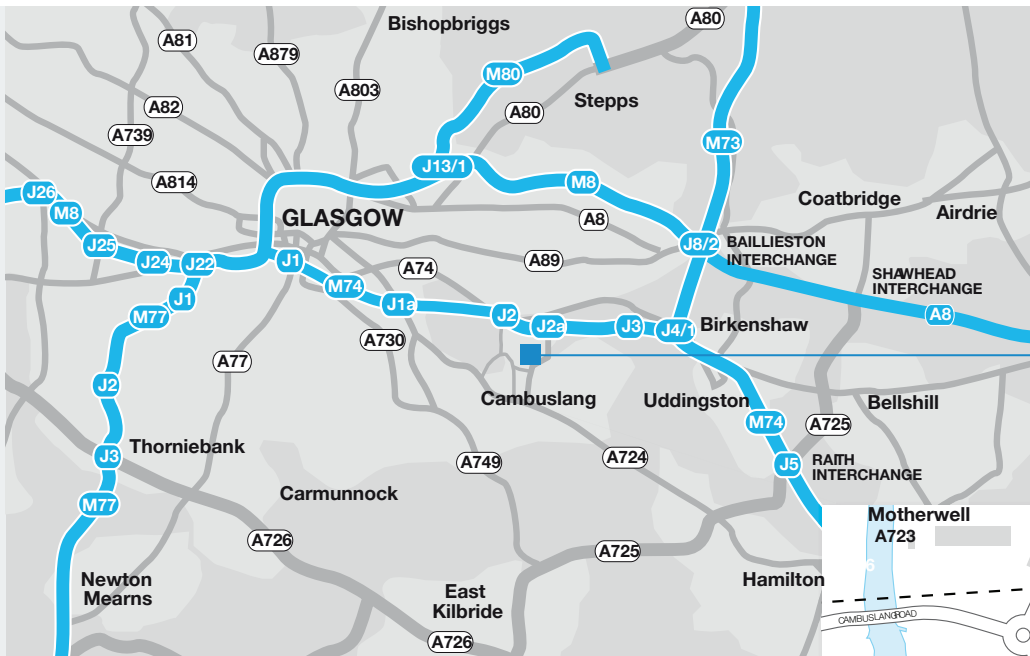 Bishopbriggs
A80
A81
A879
M80
A803
Stepps
A82
A80
A739
M73
J13/1
A814
M8
J26
Coatbridge
M8
A8
Airdrie
GLASGOW
J25
J8/2
BAILLIESTON
INTERCHANGE
J24
J22
J1
A74
A89
SHAWHEAD
INTERCHANGE
M74
J1
J1a
M77
J2
J2a
J3
J4/1
Birkenshaw
A8
A730
A77
J2
Cambuslang
Uddingston
Bellshill
M74
A725
Thorniebank
J3
A749
A724
J5
RAITH
INTERCHANGE
Carmunnock
M77
Motherwell
A723
A726
A725
6
Newton
Mearns
East
Kilbride
Hamilton
CAMBUSLANG ROAD
A726